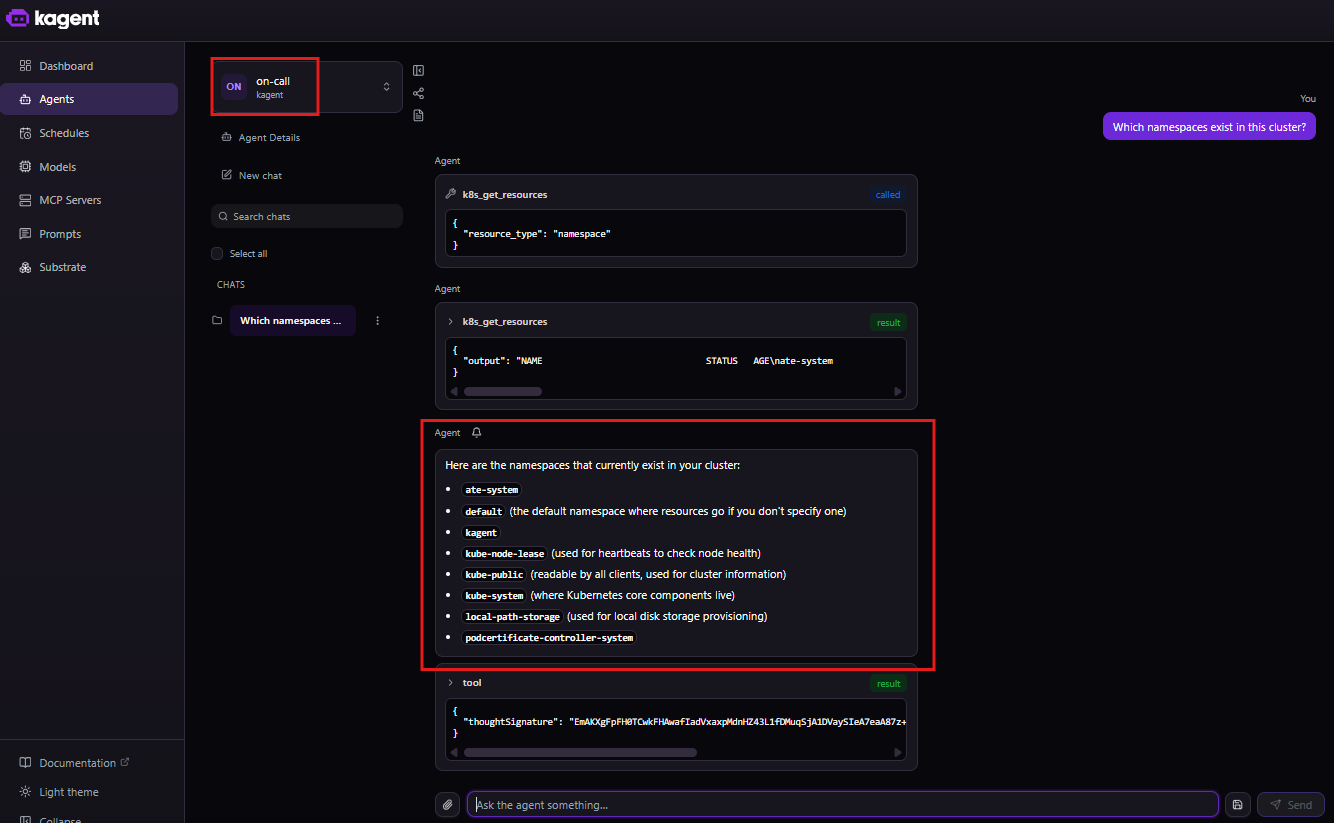 kagent
Dashboard
Agents
Schedules
Models
MCP Servers
Prompts
Substrate
Documentation
Light theme
Collapse
ON
on-call
kagent
Agent Details
New chat
Search chats
Select all
CHATS
Which namespaces ...
You
Which namespaces exist in this cluster?
Agent
k8s_get_resources
called
{
"resource_type": "namespace"
}
Agent
k8s_get_resources
result
{
"output": "NAME STATUS AGE\nate-system
}
Agent
Here are the namespaces that currently exist in your cluster:
• ate-system
• default (the default namespace where resources go if you don't specify one)
• kagent
• kube-node-lease (used for heartbeats to check node health)
• kube-public (readable by all clients, used for cluster information)
• kube-system (where Kubernetes core components live)
• local-path-storage (used for local disk storage provisioning)
• podcertificate-controller-system
tool
result
{
"thoughtSignature": "EmAKXgFpFH0TCwkFHAwafIadVxaxpMdnHZ43L1fDMuqSjA1DVaySIeA7eaA87z+
}
Ask the agent something...
Send